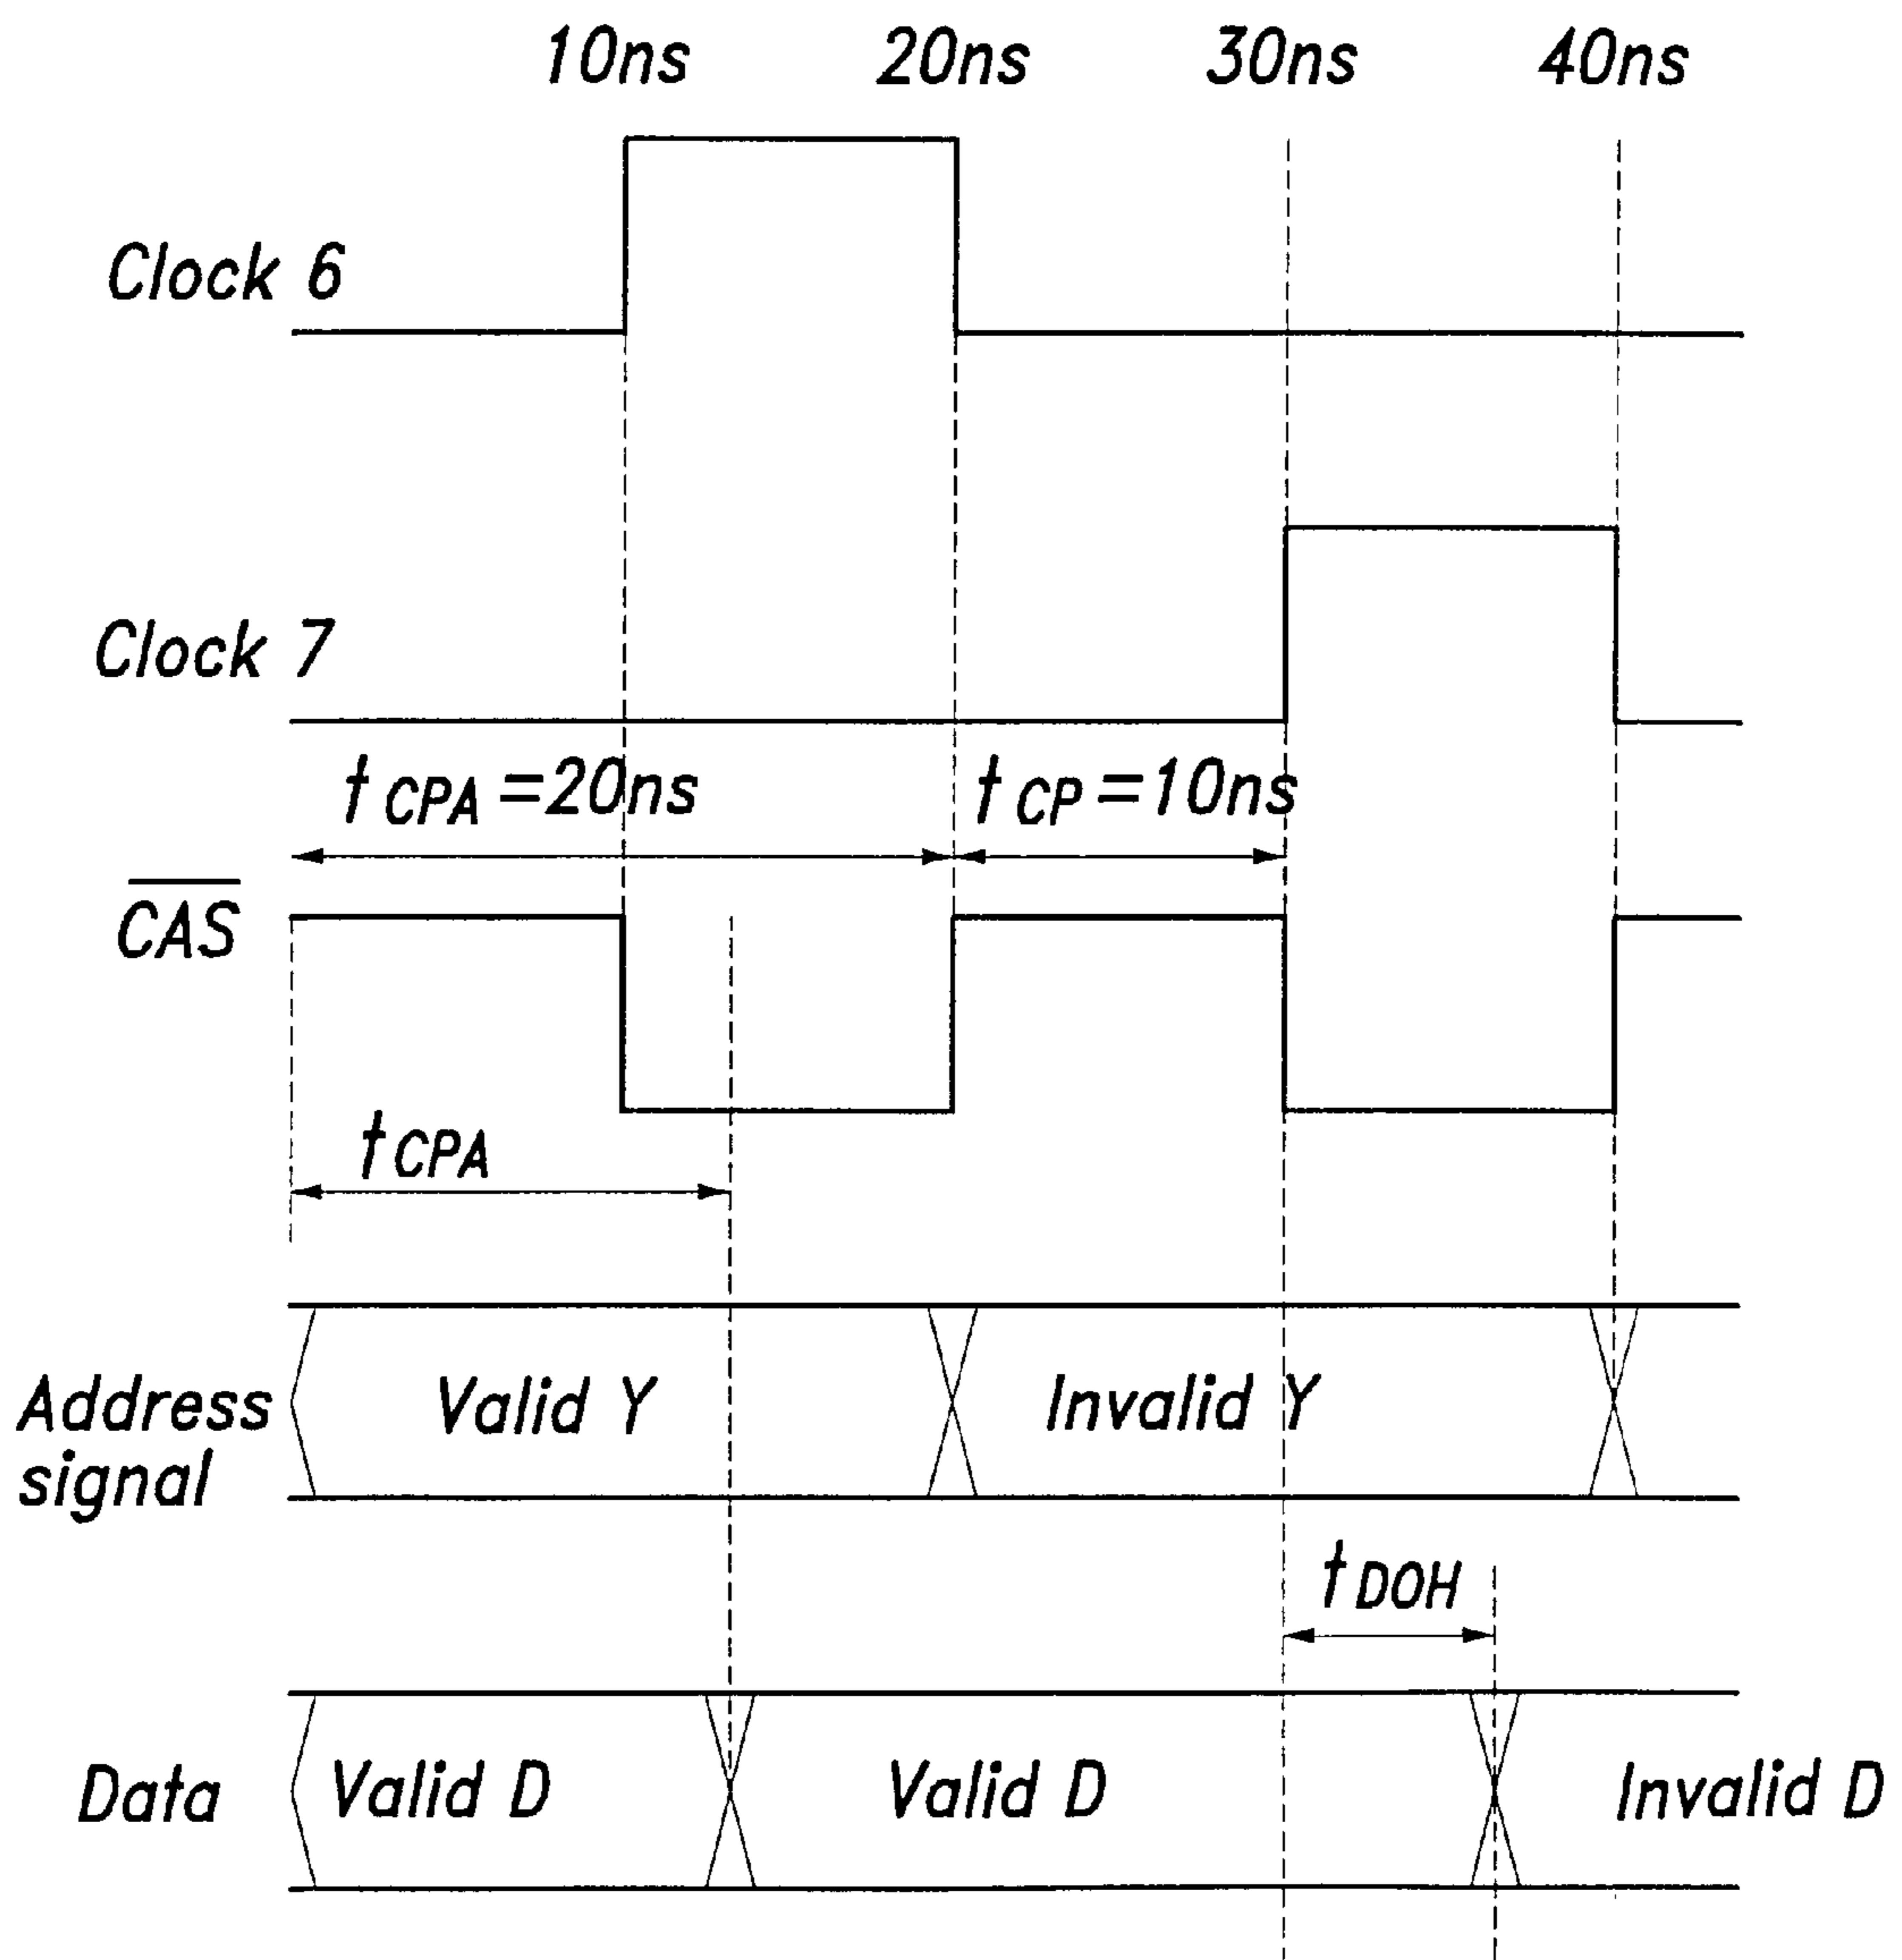 10ns 20ns 30ns 40ns
Clock 6
Clock 7
tCPA=20ns tCP=10ns
CAS
tCPA
Address
signal
Valid Y Invalid Y
tDOH
Data Valid D Valid D Invalid D